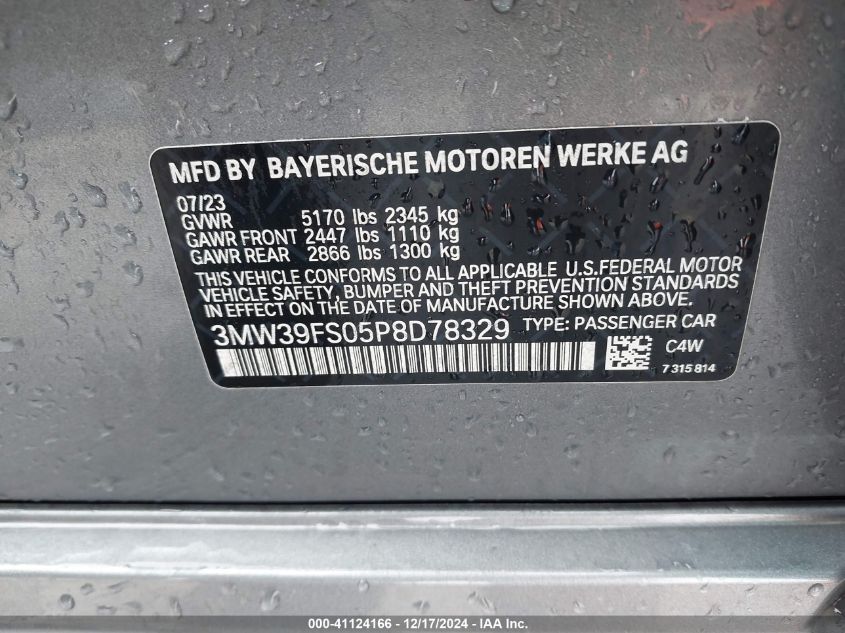 MFD BY BAYERISCHE MOTOREN WERKE AG
07/23
GVWR 5170 lbs 2345 kg
GAWR FRONT 2447 lbs 1110 kg
GAWR REAR 2866 lbs 1300 kg
THIS VEHICLE CONFORMS TO ALL APPLICABLE U.S.FEDERAL MOTOR
VEHICLE SAFETY, BUMPER AND THEFT PREVENTION STANDARDS
IN EFFECT ON THE DATE OF MANUFACTURE SHOWN ABOVE.
3MW39FS05P8D78329 TYPE: PASSENGER CAR
C4W
7 315 814
000-41124166 - 12/17/2024 - IAA, Inc.